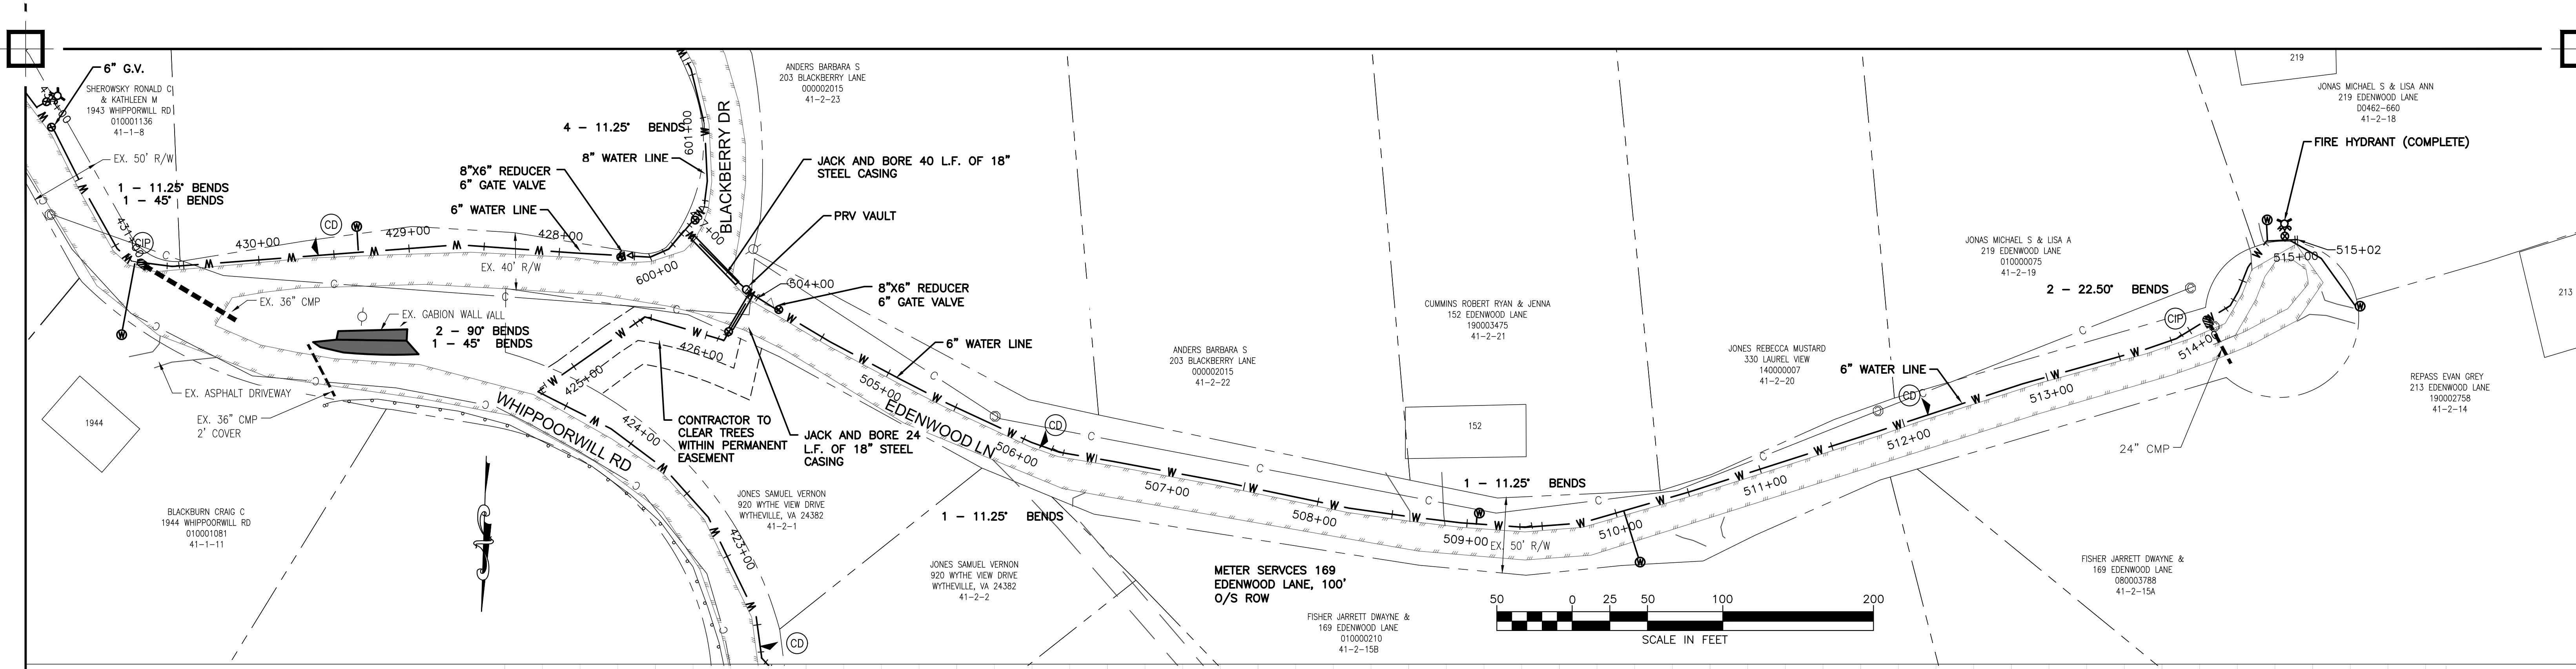 6" G.V.
SHEROWSKY RONALD C
& KATHLEEN M
1943 WHIPPORWILL RD
010001136
41-1-8
EX. 50' R/W
1 - 11.25° BENDS
1 - 45° BENDS
CIP
CD
430+00
429+00
428+00
EX. 40' R/W
EX. 36" CMP
EX. GABION WALL
2 - 90° BENDS
1 - 45° BENDS
EX. ASPHALT DRIVEWAY
EX. 36" CMP
2' COVER
1944
BLACKBURN CRAIG C
1944 WHIPPOORWILL RD
010001081
41-1-11
4 - 11.25° BENDS
8" WATER LINE
8"X6" REDUCER
6" GATE VALVE
6" WATER LINE
601+00
BLACKBERRY DR
600+00
ANDERS BARBARA S
203 BLACKBERRY LANE
000002015
41-2-23
JACK AND BORE 40 L.F. OF 18"
STEEL CASING
PRV VAULT
504+00
8"X6" REDUCER
6" GATE VALVE
6" WATER LINE
426+00
425+00
424+00
423+00
WHIPPOORWILL RD
CONTRACTOR TO
CLEAR TREES
WITHIN PERMANENT
EASEMENT
JACK AND BORE 24
L.F. OF 18" STEEL
CASING
JONES SAMUEL VERNON
920 WYTHE VIEW DRIVE
WYTHEVILLE, VA 24382
41-2-1
CD
505+00
EDENWOOD LN
506+00
CD
1 - 11.25° BENDS
JONES SAMUEL VERNON
920 WYTHE VIEW DRIVE
WYTHEVILLE, VA 24382
41-2-2
507+00
508+00
509+00
ANDERS BARBARA S
203 BLACKBERRY LANE
000002015
41-2-22
CUMMINS ROBERT RYAN & JENNA
152 EDENWOOD LANE
190003475
41-2-21
152
1 - 11.25° BENDS
EX. 50' R/W
METER SERVCES 169
EDENWOOD LANE, 100'
O/S ROW
FISHER JARRETT DWAYNE &
169 EDENWOOD LANE
010000210
41-2-15B
50 0 25 50 100 200
SCALE IN FEET
510+00
511+00
512+00
513+00
514+00
JONES REBECCA MUSTARD
330 LAUREL VIEW
140000007
41-2-20
6" WATER LINE
CD
JONAS MICHAEL S & LISA A
219 EDENWOOD LANE
010000075
41-2-19
2 - 22.50° BENDS
CIP
24" CMP
FISHER JARRETT DWAYNE &
169 EDENWOOD LANE
080003788
41-2-15A
219
JONAS MICHAEL S & LISA ANN
219 EDENWOOD LANE
D0462-660
41-2-18
FIRE HYDRANT (COMPLETE)
515+00
515+02
REPASS EVAN GREY
213 EDENWOOD LANE
190002758
41-2-14
213